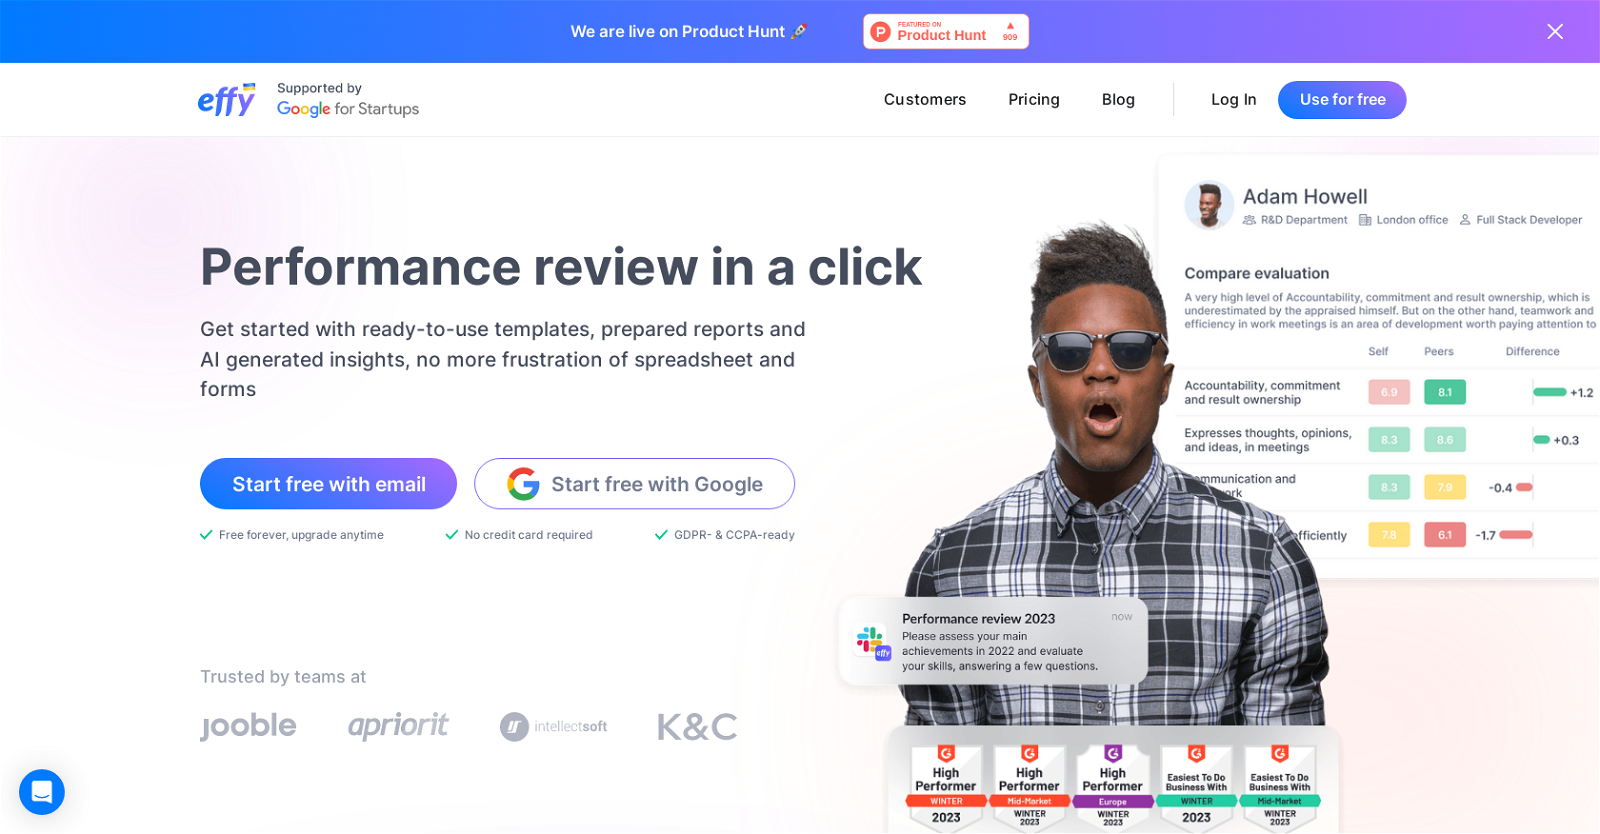 We are live on Product Hunt 🚀
FEATURED ON
Product Hunt
909
effy
Supported by
Google for Startups
Customers
Pricing
Blog
Log In
Use for free
Performance review in a click
Get started with ready-to-use templates, prepared reports and
AI generated insights, no more frustration of spreadsheet and
forms
Start free with email
Start free with Google
Free forever, upgrade anytime
No credit card required
GDPR- & CCPA-ready
Adam Howell
R&D Department
London office
Full Stack Developer
Compare evaluation
A very high level of Accountability, commitment and result ownership, which is
underestimated by the appraised himself. But on the other hand, teamwork and
efficiency in work meetings is an area of development worth paying attention to
Self Peers Difference
Accountability, commitment
and result ownership
6.9 8.1 +1.2
Expresses thoughts, opinions,
and ideas, in meetings
8.3 8.6 +0.3
mmunication and
work
8.3 7.9 -0.4
efficiently
7.8 6.1 -1.7
Performance review 2023
now
Please assess your main
achievements in 2022 and evaluate
your skills, answering a few questions.
effy
Trusted by teams at
Jooble
apriorit
intellectsoft
K&C
High
Performer
WINTER
2023
High
Performer
Mid-Market
WINTER
2023
High
Performer
Europe
WINTER
2023
Easiest To Do
Business With
WINTER
2023
Easiest To Do
Business With
Mid-Market
WINTER
2023